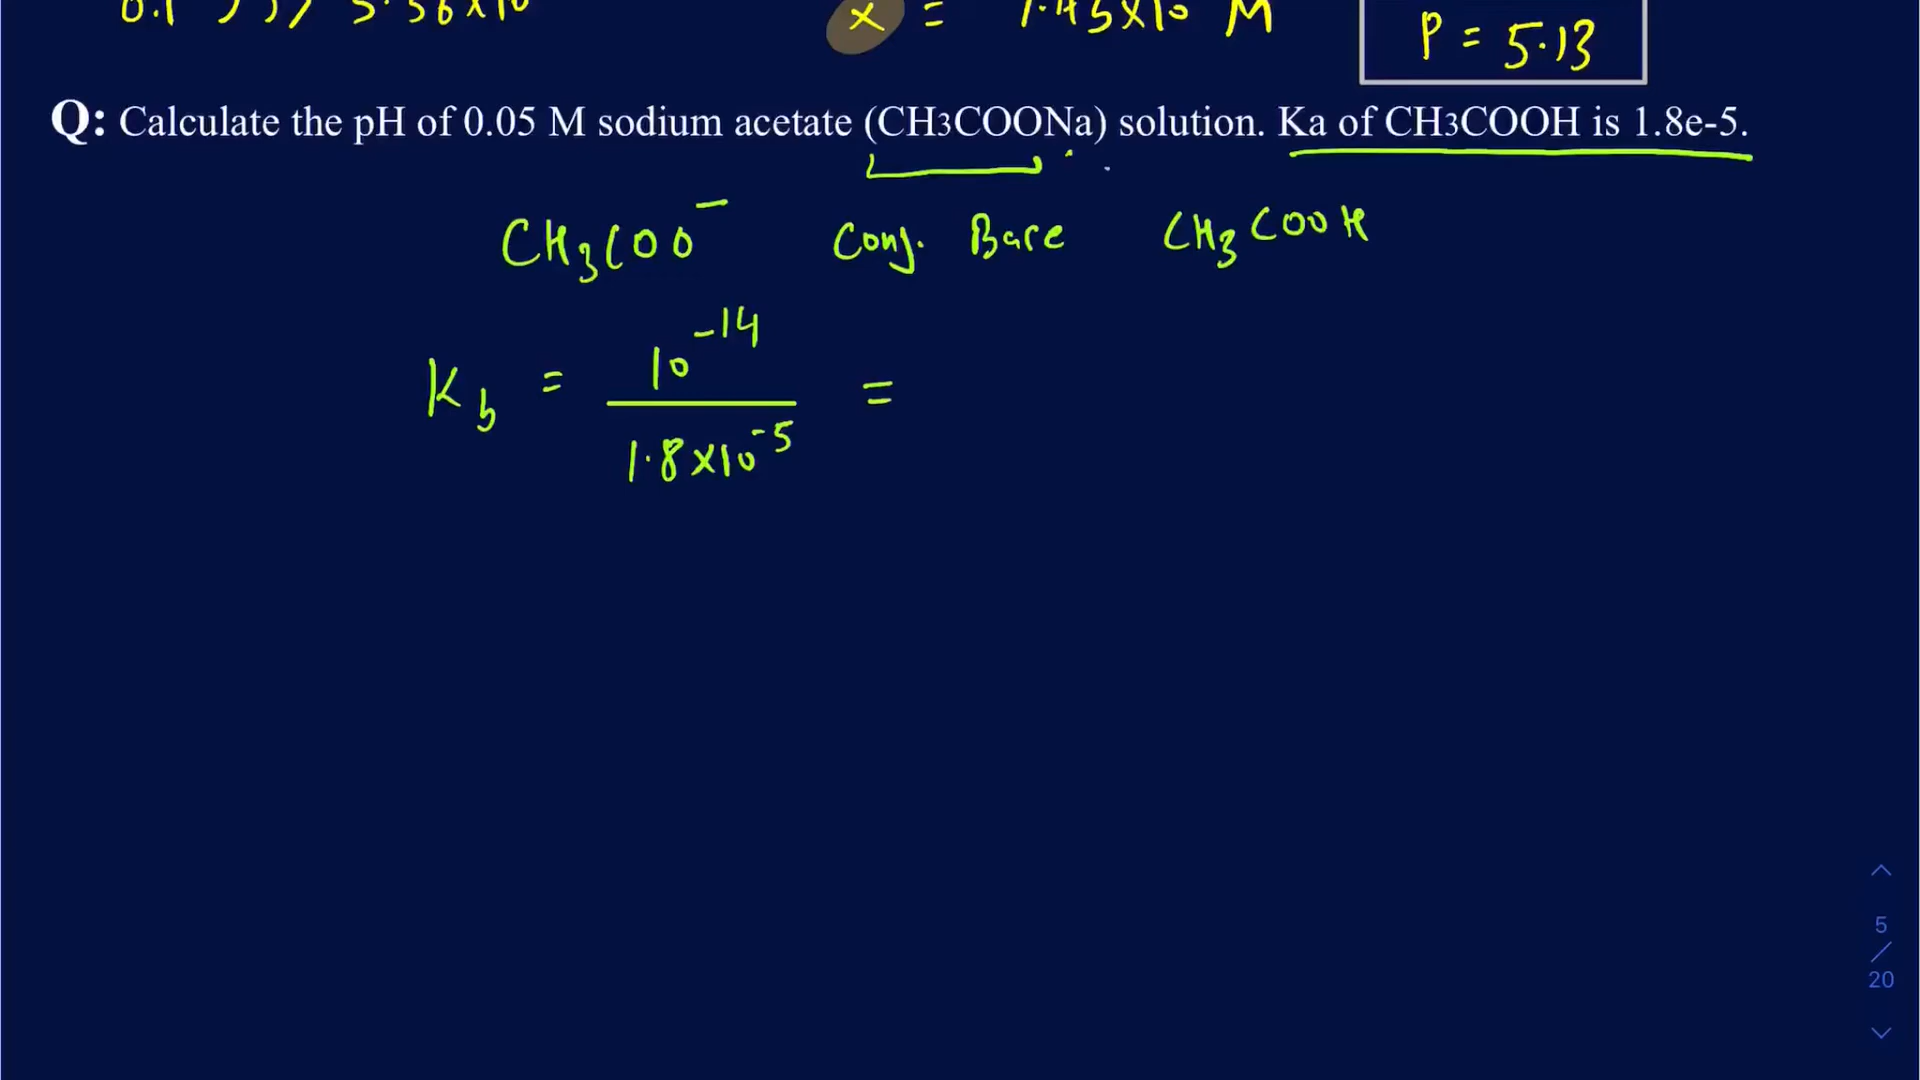 P = 5.13
Q: Calculate the pH of 0.05 M sodium acetate (CH3COONa) solution. Ka of CH3COOH is 1.8e-5.
CH₃COO⁻ Conj. Base CH₃COOH
K_b = 10⁻¹⁴ / 1.8×10⁻⁵ =
5
/
20